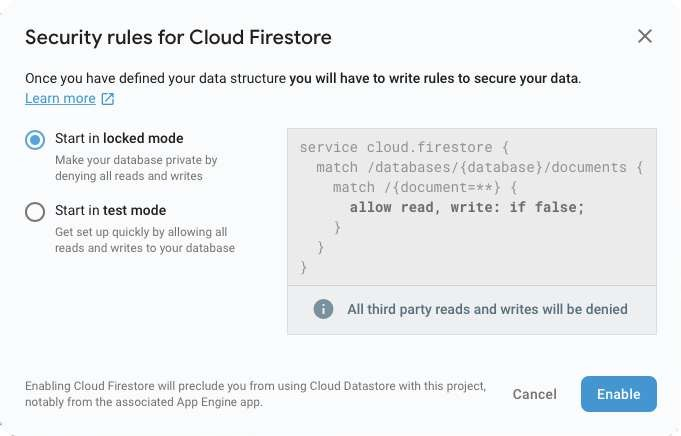 Security rules for Cloud Firestore
Once you have defined your data structure you will have to write rules to secure your data.
Learn more
Start in locked mode
Make your database private by
denying all reads and writes
Start in test mode
Get set up quickly by allowing all
reads and writes to your database
service cloud.firestore {
  match /databases/{database}/documents {
    match /{document=**} {
      allow read, write: if false;
    }
  }
}
All third party reads and writes will be denied
Enabling Cloud Firestore will preclude you from using Cloud Datastore with this project,
notably from the associated App Engine app.
Cancel
Enable